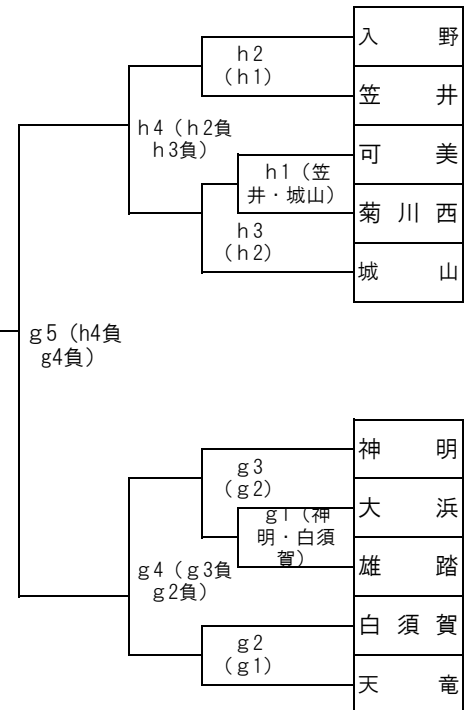 入　野
ｈ2
（ｈ1）
笠　井
ｈ4（ｈ2負
ｈ3負）
可　美
ｈ1（笠
井・城山）
菊 川 西
ｈ3
（ｈ2）
城　山
ｇ5（h4負
g4負）
神　明
ｇ3
（ｇ2）
大　浜
ｇ1（神
明・白須
賀）
雄　踏
ｇ4（ｇ3負
ｇ2負）
白 須 賀
ｇ2
（ｇ1）
天　竜